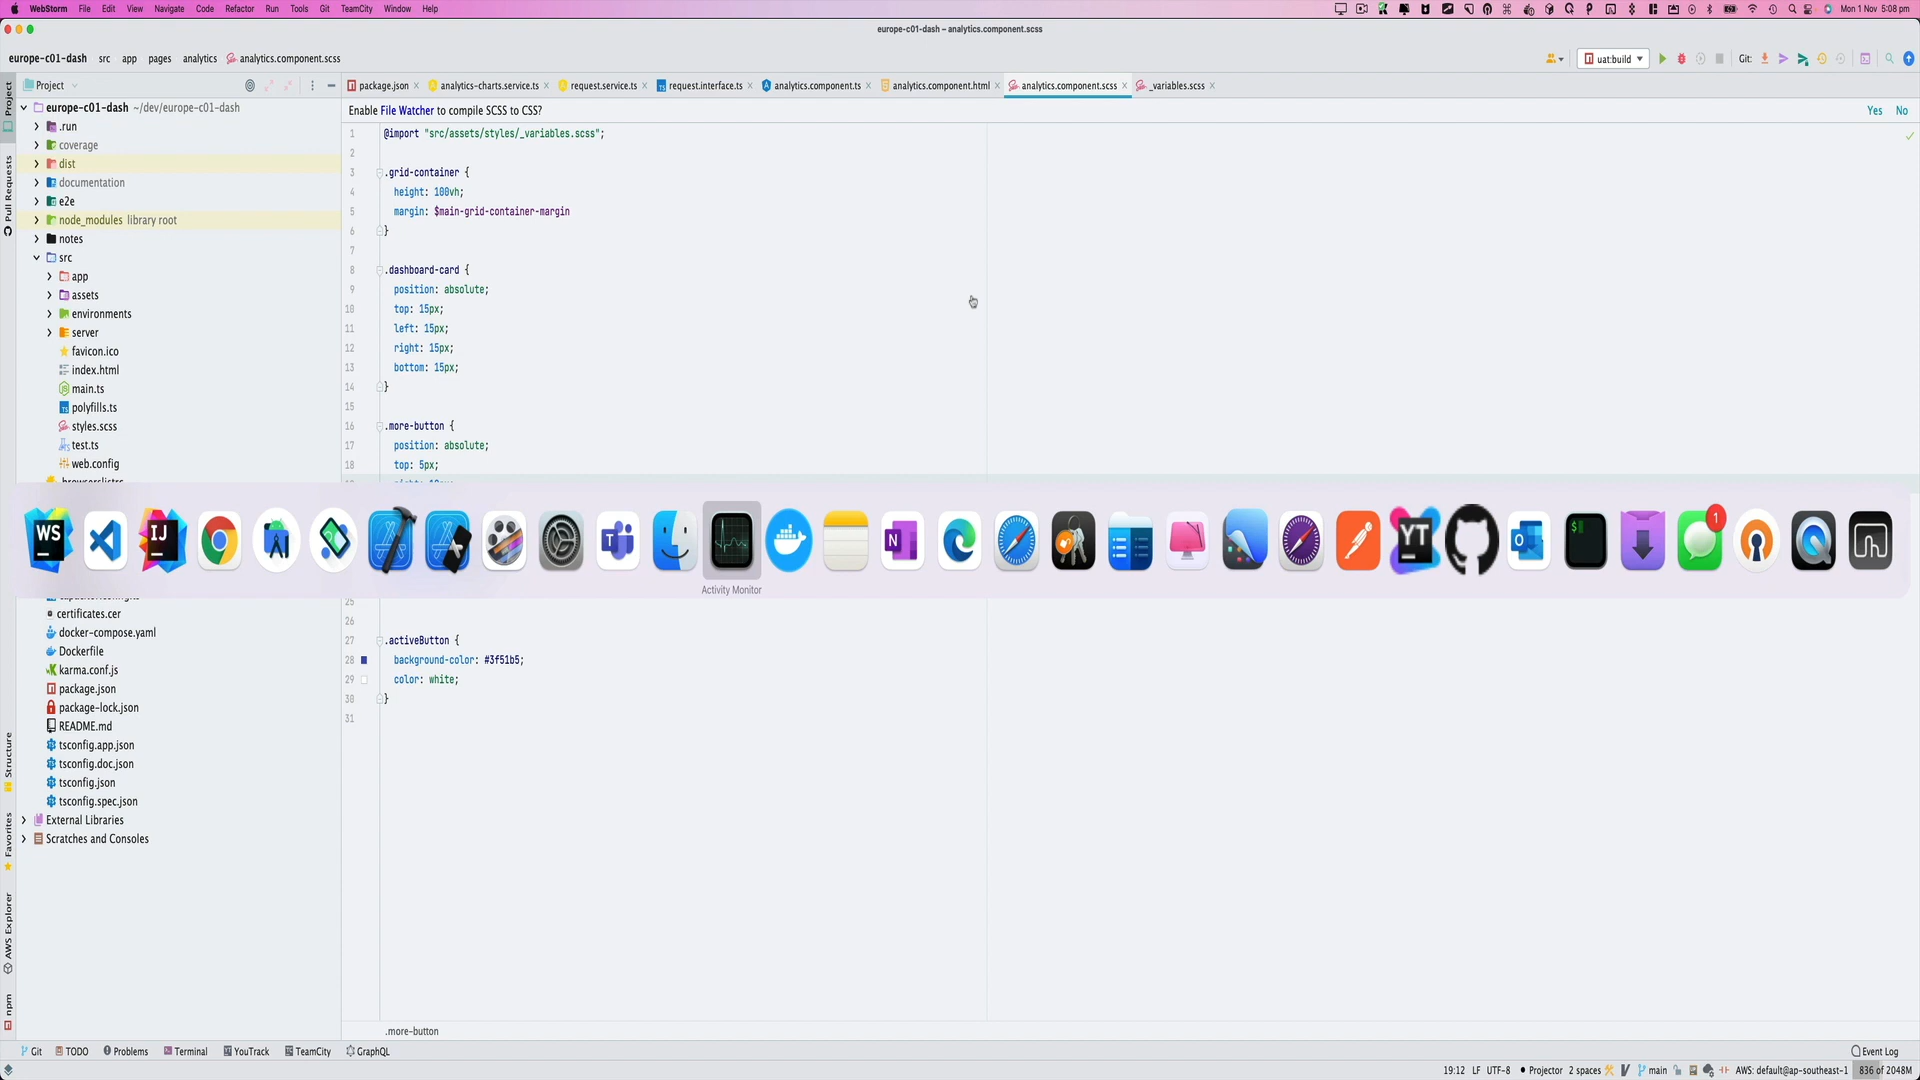 WebStorm File Edit View Navigate Code Refactor Run Tools Git TeamCity Window Help Mon 1 Nov 5:08 pm
europe-c01-dash – analytics.component.scss
europe-c01-dash src app pages analytics analytics.component.scss uat:build Git:
Project package.json analytics-charts.service.ts request.service.ts request.interface.ts analytics.component.ts analytics.component.html analytics.component.scss _variables.scss
europe-c01-dash ~/dev/europe-c01-dash
Enable File Watcher to compile SCSS to CSS? Yes No
.run
coverage
dist
documentation
e2e
node_modules library root
notes
src
app
assets
environments
server
favicon.ico
index.html
main.ts
polyfills.ts
styles.scss
test.ts
web.config
certificates.cer
docker-compose.yaml
Dockerfile
karma.conf.js
package.json
package-lock.json
README.md
tsconfig.app.json
tsconfig.doc.json
tsconfig.json
tsconfig.spec.json
External Libraries
Scratches and Consoles
Project
Pull Requests
Structure
Favorites
AWS Explorer
npm
1 @import "src/assets/styles/_variables.scss";
2
3 .grid-container {
4 height: 100vh;
5 margin: $main-grid-container-margin
6 }
7
8 .dashboard-card {
9 position: absolute;
10 top: 15px;
11 left: 15px;
12 right: 15px;
13 bottom: 15px;
14 }
15
16 .more-button {
17 position: absolute;
18 top: 5px;
WS IJ T N YT O $ 1
Activity Monitor
25
26
27 .activeButton {
28 background-color: #3f51b5;
29 color: white;
30 }
31
.more-button
Git TODO Problems Terminal YouTrack TeamCity GraphQL Event Log
19:12 LF UTF-8 Projector 2 spaces main AWS: default@ap-southeast-1 836 of 2048M